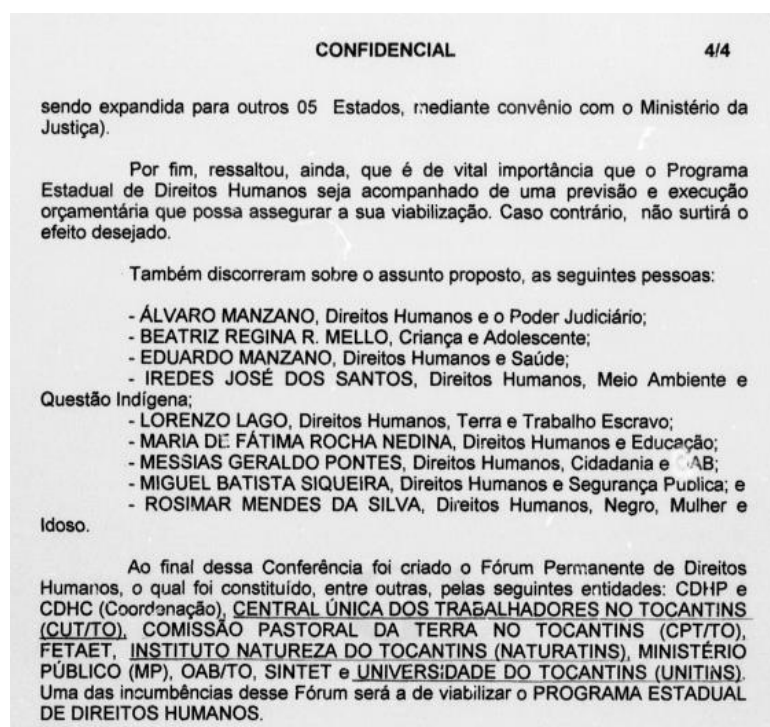 CONFIDENCIAL 4/4
sendo expandida para outros 05 Estados, mediante convênio com o Ministério da
Justiça).
Por fim, ressaltou, ainda, que é de vital importância que o Programa
Estadual de Direitos Humanos seja acompanhado de uma previsão e execução
orçamentária que possa assegurar a sua viabilização. Caso contrário, não surtirá o
efeito desejado.
Também discorreram sobre o assunto proposto, as seguintes pessoas:
- ÁLVARO MANZANO, Direitos Humanos e o Poder Judiciário;
- BEATRIZ REGINA R. MELLO, Criança e Adolescente;
- EDUARDO MANZANO, Direitos Humanos e Saúde;
- IREDES JOSÉ DOS SANTOS, Direitos Humanos, Meio Ambiente e
Questão Indígena;
- LORENZO LAGO, Direitos Humanos, Terra e Trabalho Escravo;
- MARIA DE FÁTIMA ROCHA NEDINA, Direitos Humanos e Educação;
- MESSIAS GERALDO PONTES, Direitos Humanos, Cidadania e OAB;
- MIGUEL BATISTA SIQUEIRA, Direitos Humanos e Segurança Publica; e
- ROSIMAR MENDES DA SILVA, Direitos Humanos, Negro, Mulher e
Idoso.
Ao final dessa Conferência foi criado o Fórum Permanente de Direitos
Humanos, o qual foi constituído, entre outras, pelas seguintes entidades: CDHP e
CDHC (Coordenação), CENTRAL ÚNICA DOS TRABALHADORES NO TOCANTINS
(CUT/TO), COMISSÃO PASTORAL DA TERRA NO TOCANTINS (CPT/TO),
FETAET, INSTITUTO NATUREZA DO TOCANTINS (NATURATINS), MINISTÉRIO
PÚBLICO (MP), OAB/TO, SINTET e UNIVERSIDADE DO TOCANTINS (UNITINS).
Uma das incumbências desse Fórum será a de viabilizar o PROGRAMA ESTADUAL
DE DIREITOS HUMANOS.